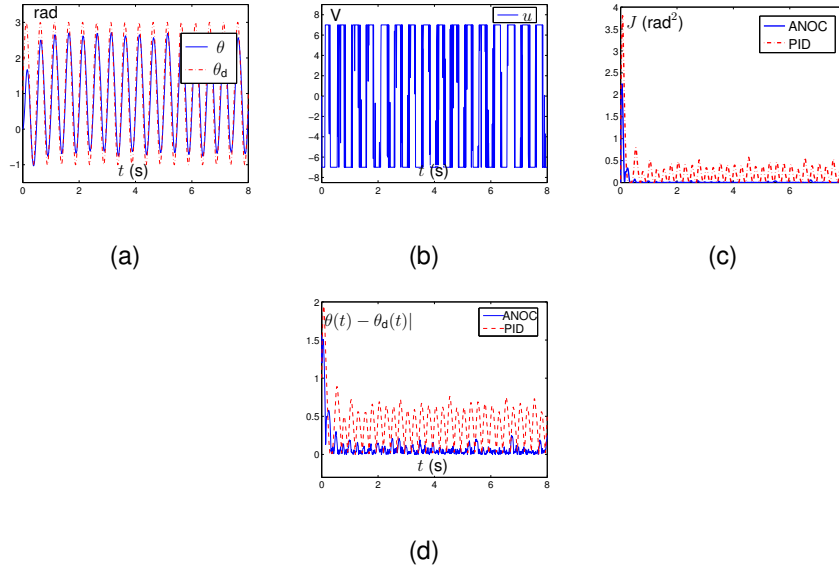 rad
3
2
1
0
−1
θ
θd
t (s)
0 2 4 6 8
(a)
V
8
6
4
2
0
−2
−4
−6
−8
u
t (s)
0 2 4 6 8
(b)
J (rad²)
4
3.5
3
2.5
2
1.5
1
0.5
0
ANOC
PID
0 2 4 6
(c)
2
1.5
1
0.5
0
θ(t) − θd(t)|
ANOC
PID
t (s)
0 2 4 6 8
(d)